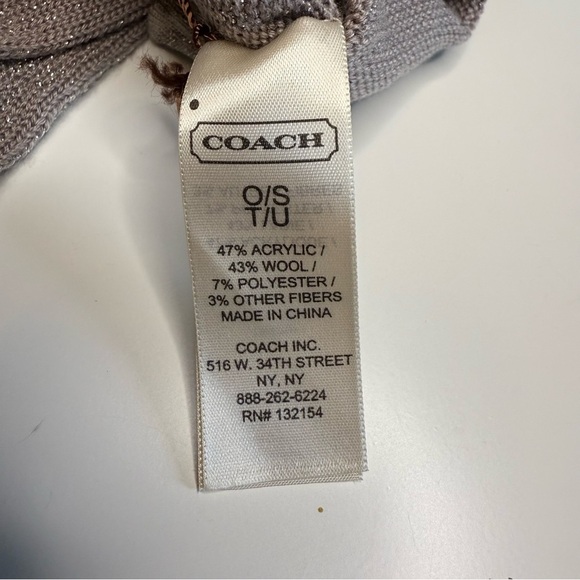 COACH
O/S
T/U
47% ACRYLIC /
43% WOOL /
7% POLYESTER /
3% OTHER FIBERS
MADE IN CHINA
COACH INC.
516 W. 34TH STREET
NY, NY
888-262-6224
RN# 132154